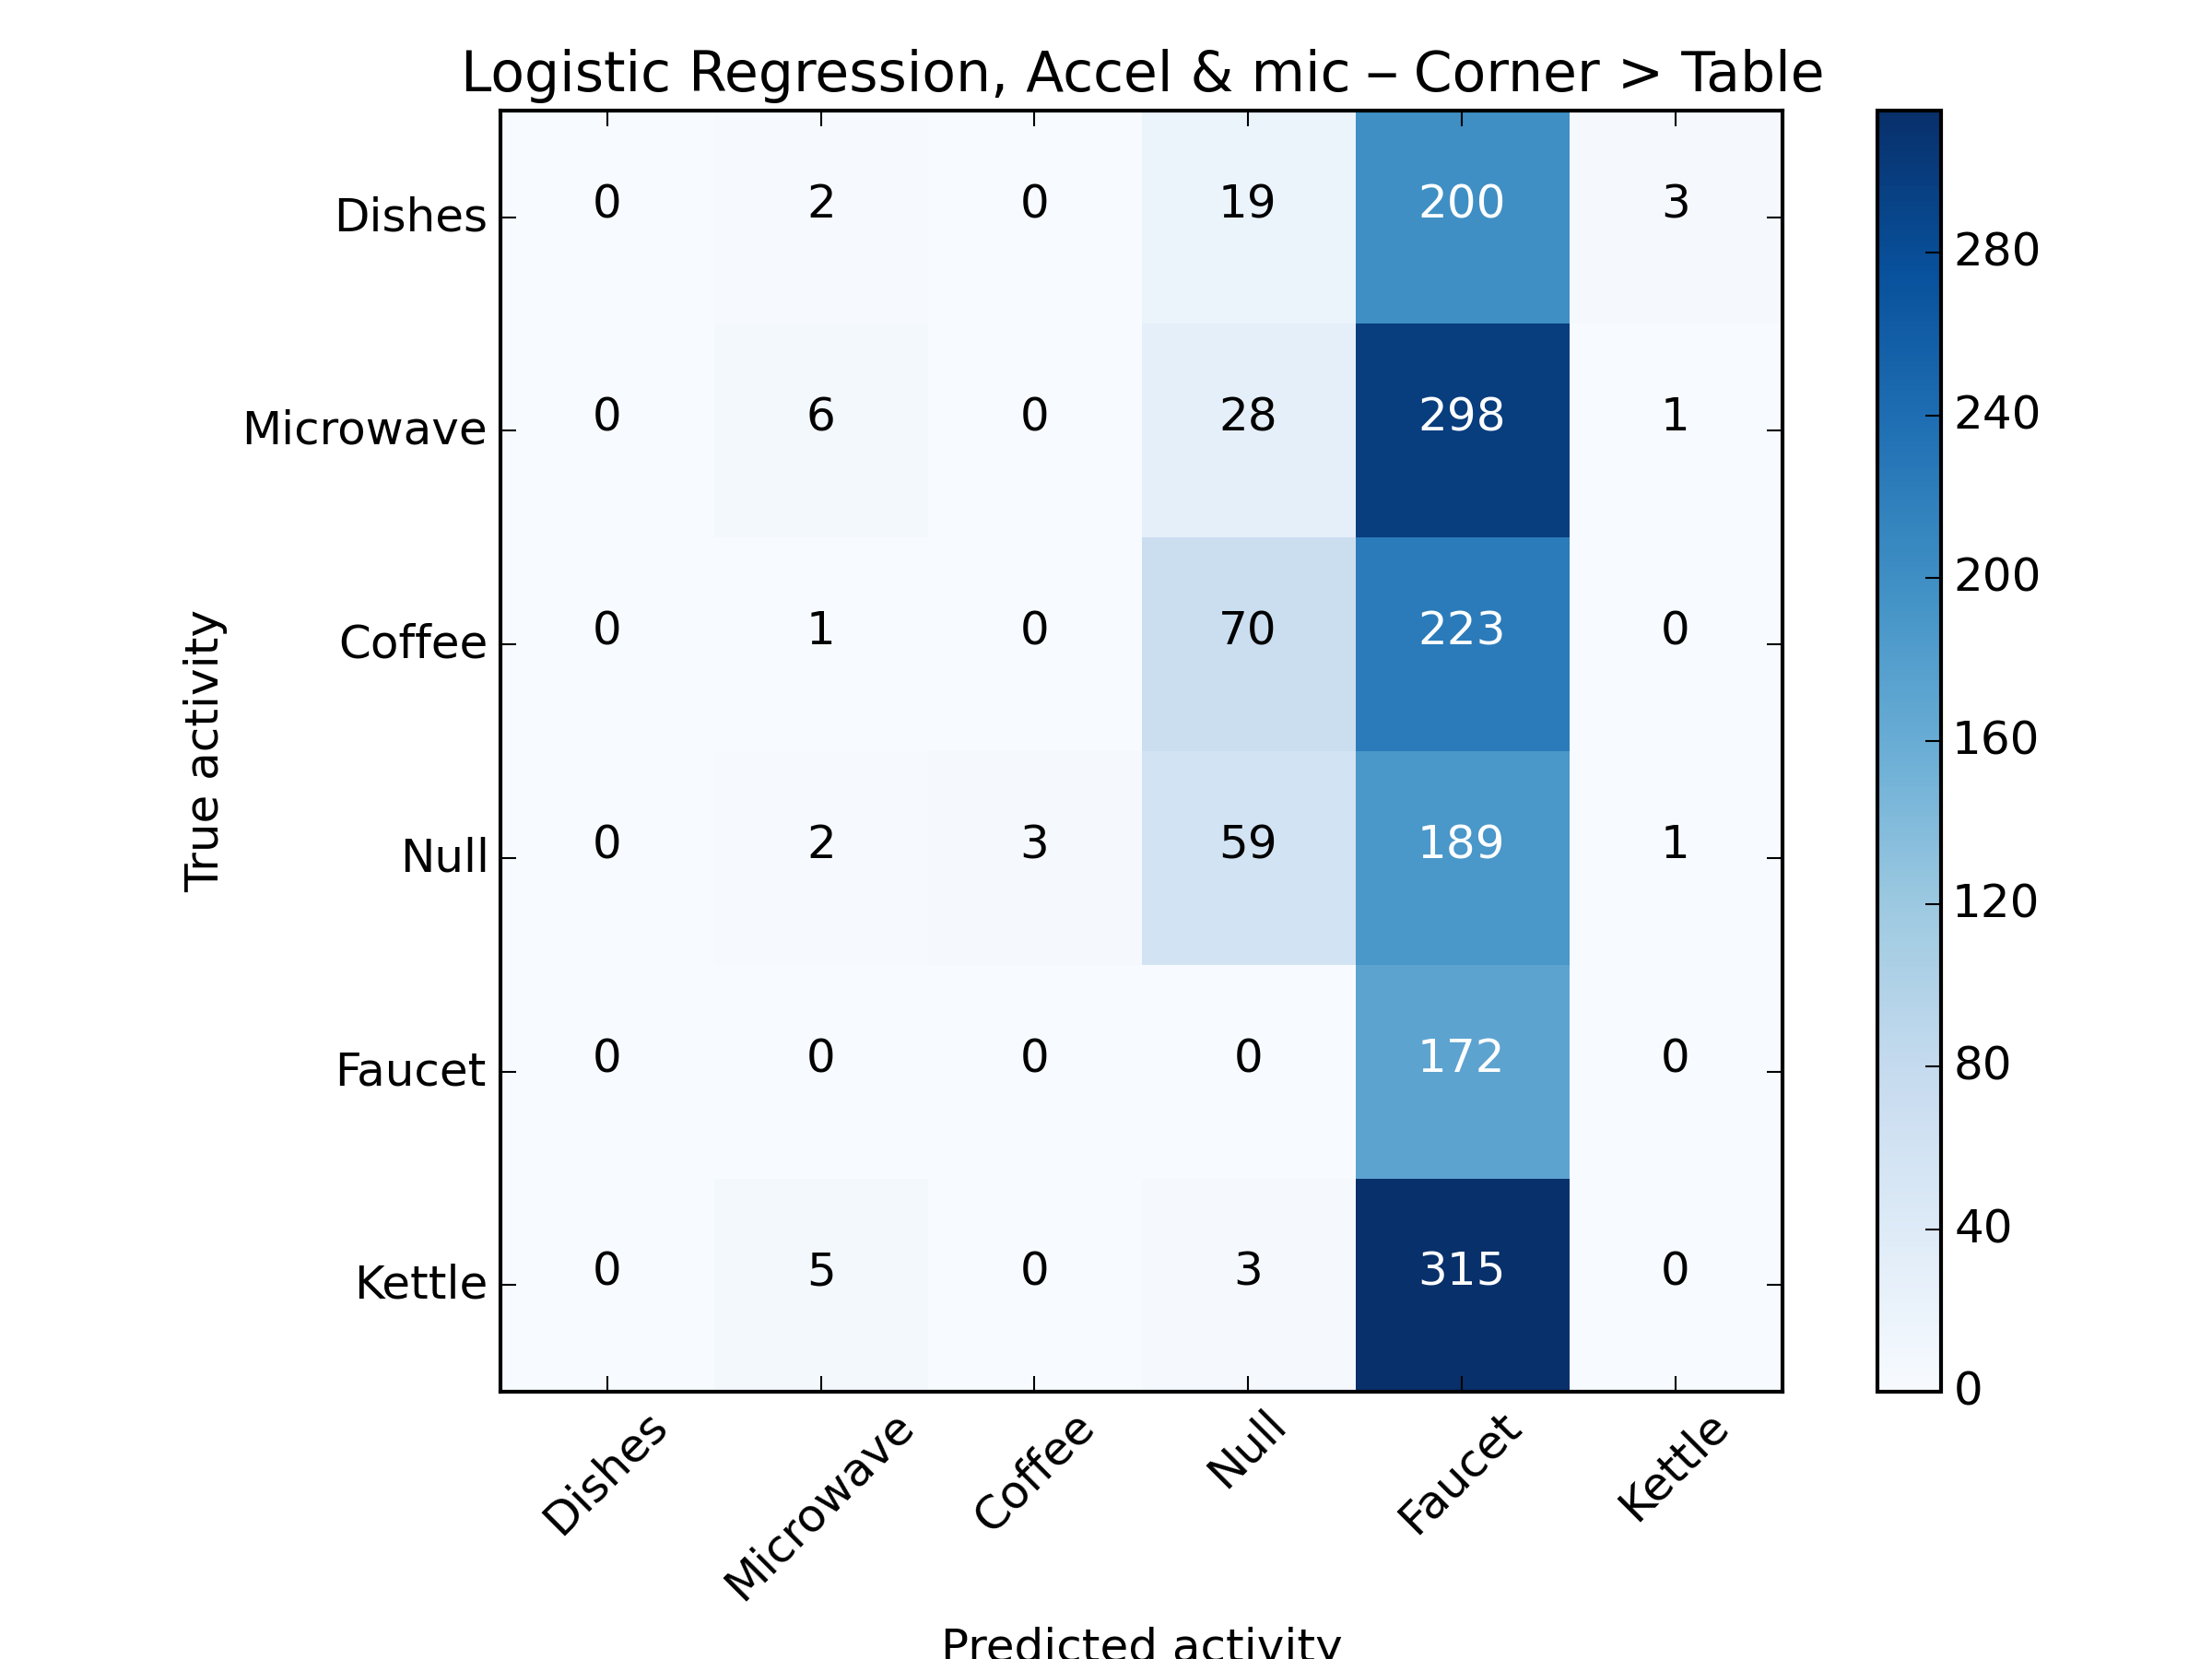 Logistic Regression, Accel & mic – Corner > Table
Dishes 0 2 0 19 200 3
Microwave 0 6 0 28 298 1
Coffee 0 1 0 70 223 0
Null 0 2 3 59 189 1
Faucet 0 0 0 0 172 0
Kettle 0 5 0 3 315 0
True activity
Dishes Microwave Coffee Null Faucet Kettle
Predicted activity
280
240
200
160
120
80
40
0